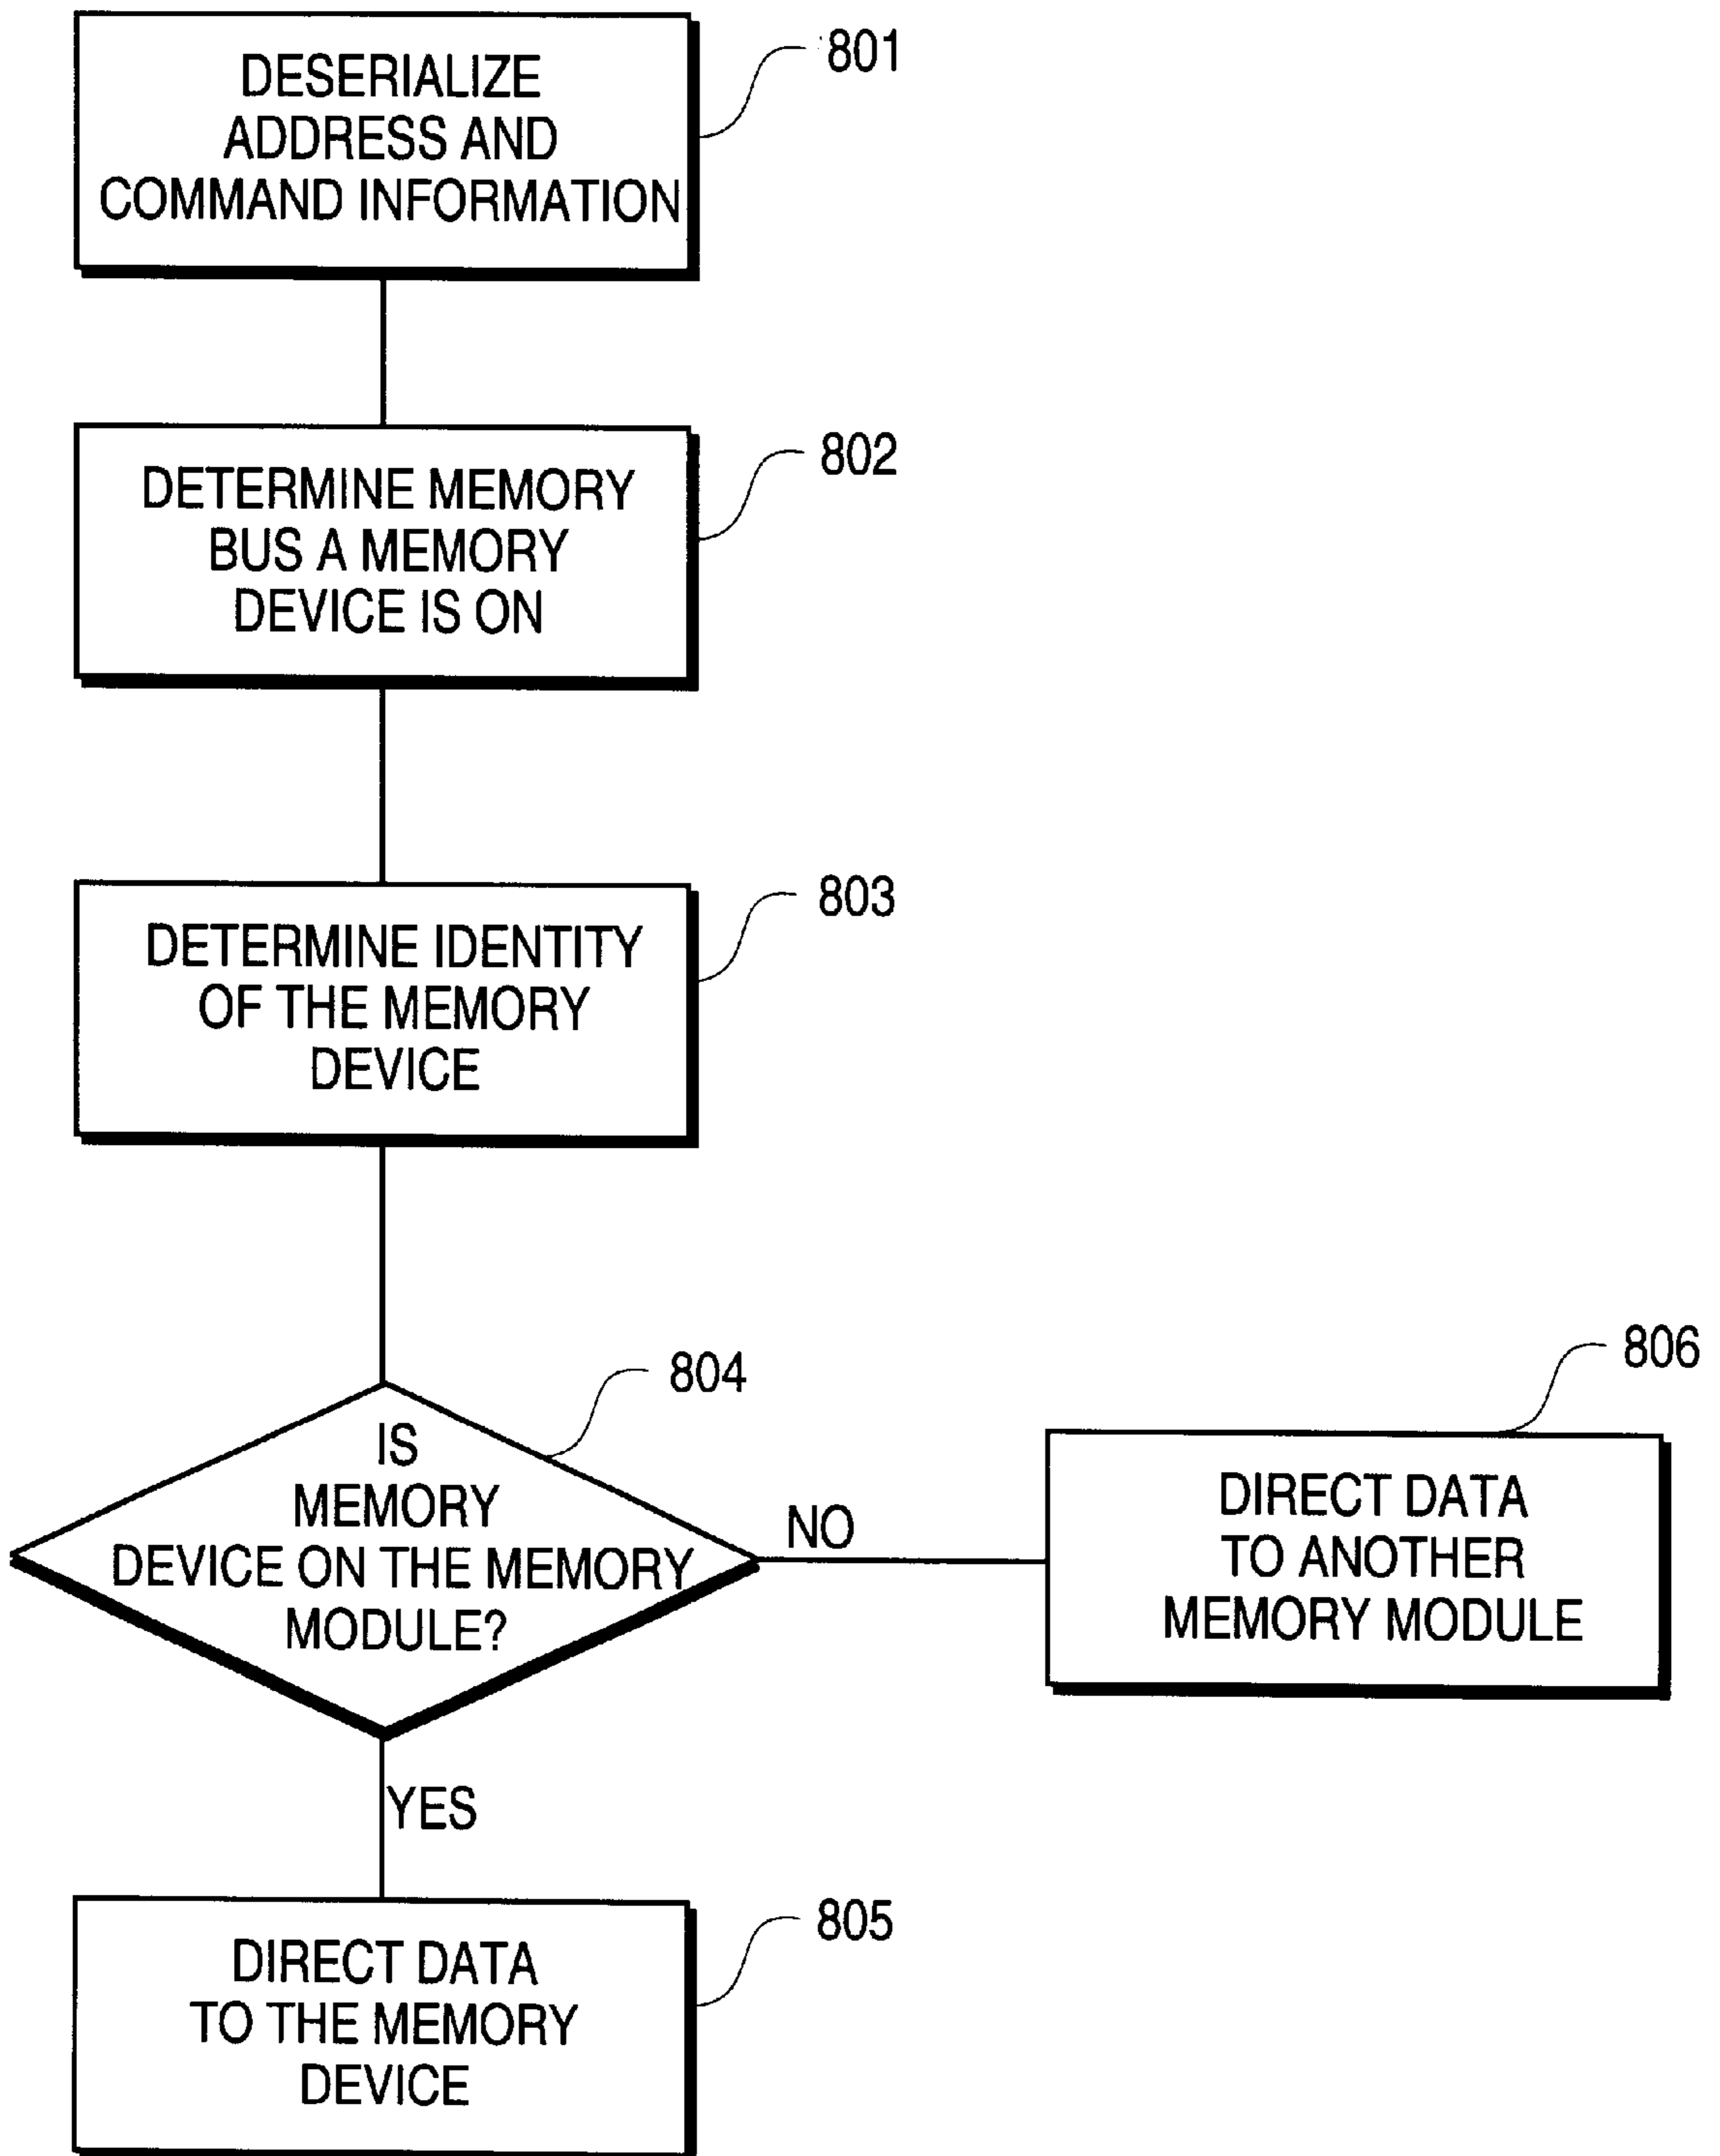 DESERIALIZE
ADDRESS AND
COMMAND INFORMATION
801
DETERMINE MEMORY
BUS A MEMORY
DEVICE IS ON
802
DETERMINE IDENTITY
OF THE MEMORY
DEVICE
803
IS
MEMORY
DEVICE ON THE MEMORY
MODULE?
804
NO
DIRECT DATA
TO ANOTHER
MEMORY MODULE
806
YES
DIRECT DATA
TO THE MEMORY
DEVICE
805